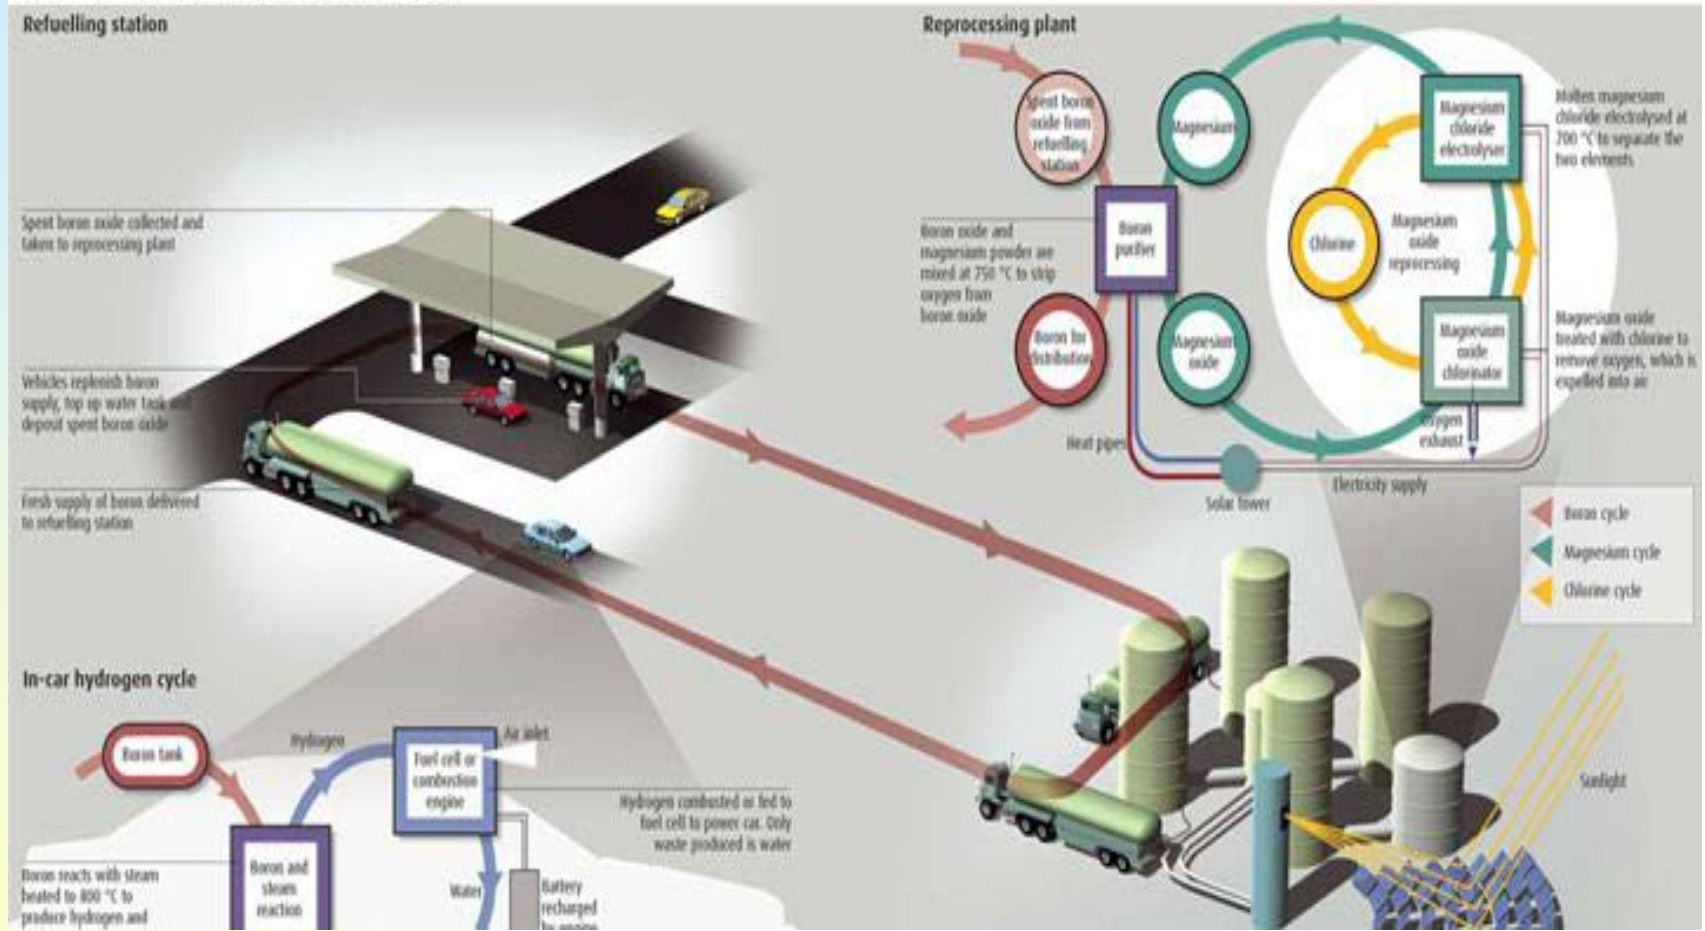 Refuelling station
Spent boron oxide collected and
taken to reprocessing plant
Vehicles replenish boron
supply, top up water tank and
deposit spent boron oxide
Fresh supply of boron delivered
to refuelling station
Reprocessing plant
Spent boron
oxide from
refuelling
station
Magnesium
Magnesium
chloride
electrolyser
Molten magnesium
chloride electrolysed at
700 °C to separate the
two elements
Boron
purifier
Boron oxide and
magnesium powder are
mixed at 750 °C to strip
oxygen from
boron oxide
Chlorine
Magnesium
oxide
reprocessing
Boron for
distribution
Magnesium
oxide
Magnesium
oxide
chlorinator
Magnesium oxide
treated with chlorine to
remove oxygen, which is
expelled into air
Oxygen
exhaust
Heat pipes
Solar tower
Electricity supply
Boron cycle
Magnesium cycle
Chlorine cycle
Sunlight
In-car hydrogen cycle
Boron tank
Hydrogen
Fuel cell or
combustion
engine
Air inlet
Hydrogen combusted or fed to
fuel cell to power car. Only
waste produced is water
Boron reacts with steam
heated to 800 °C to
produce hydrogen and
Boron and
steam
reaction
Water
Battery
recharged
by engine